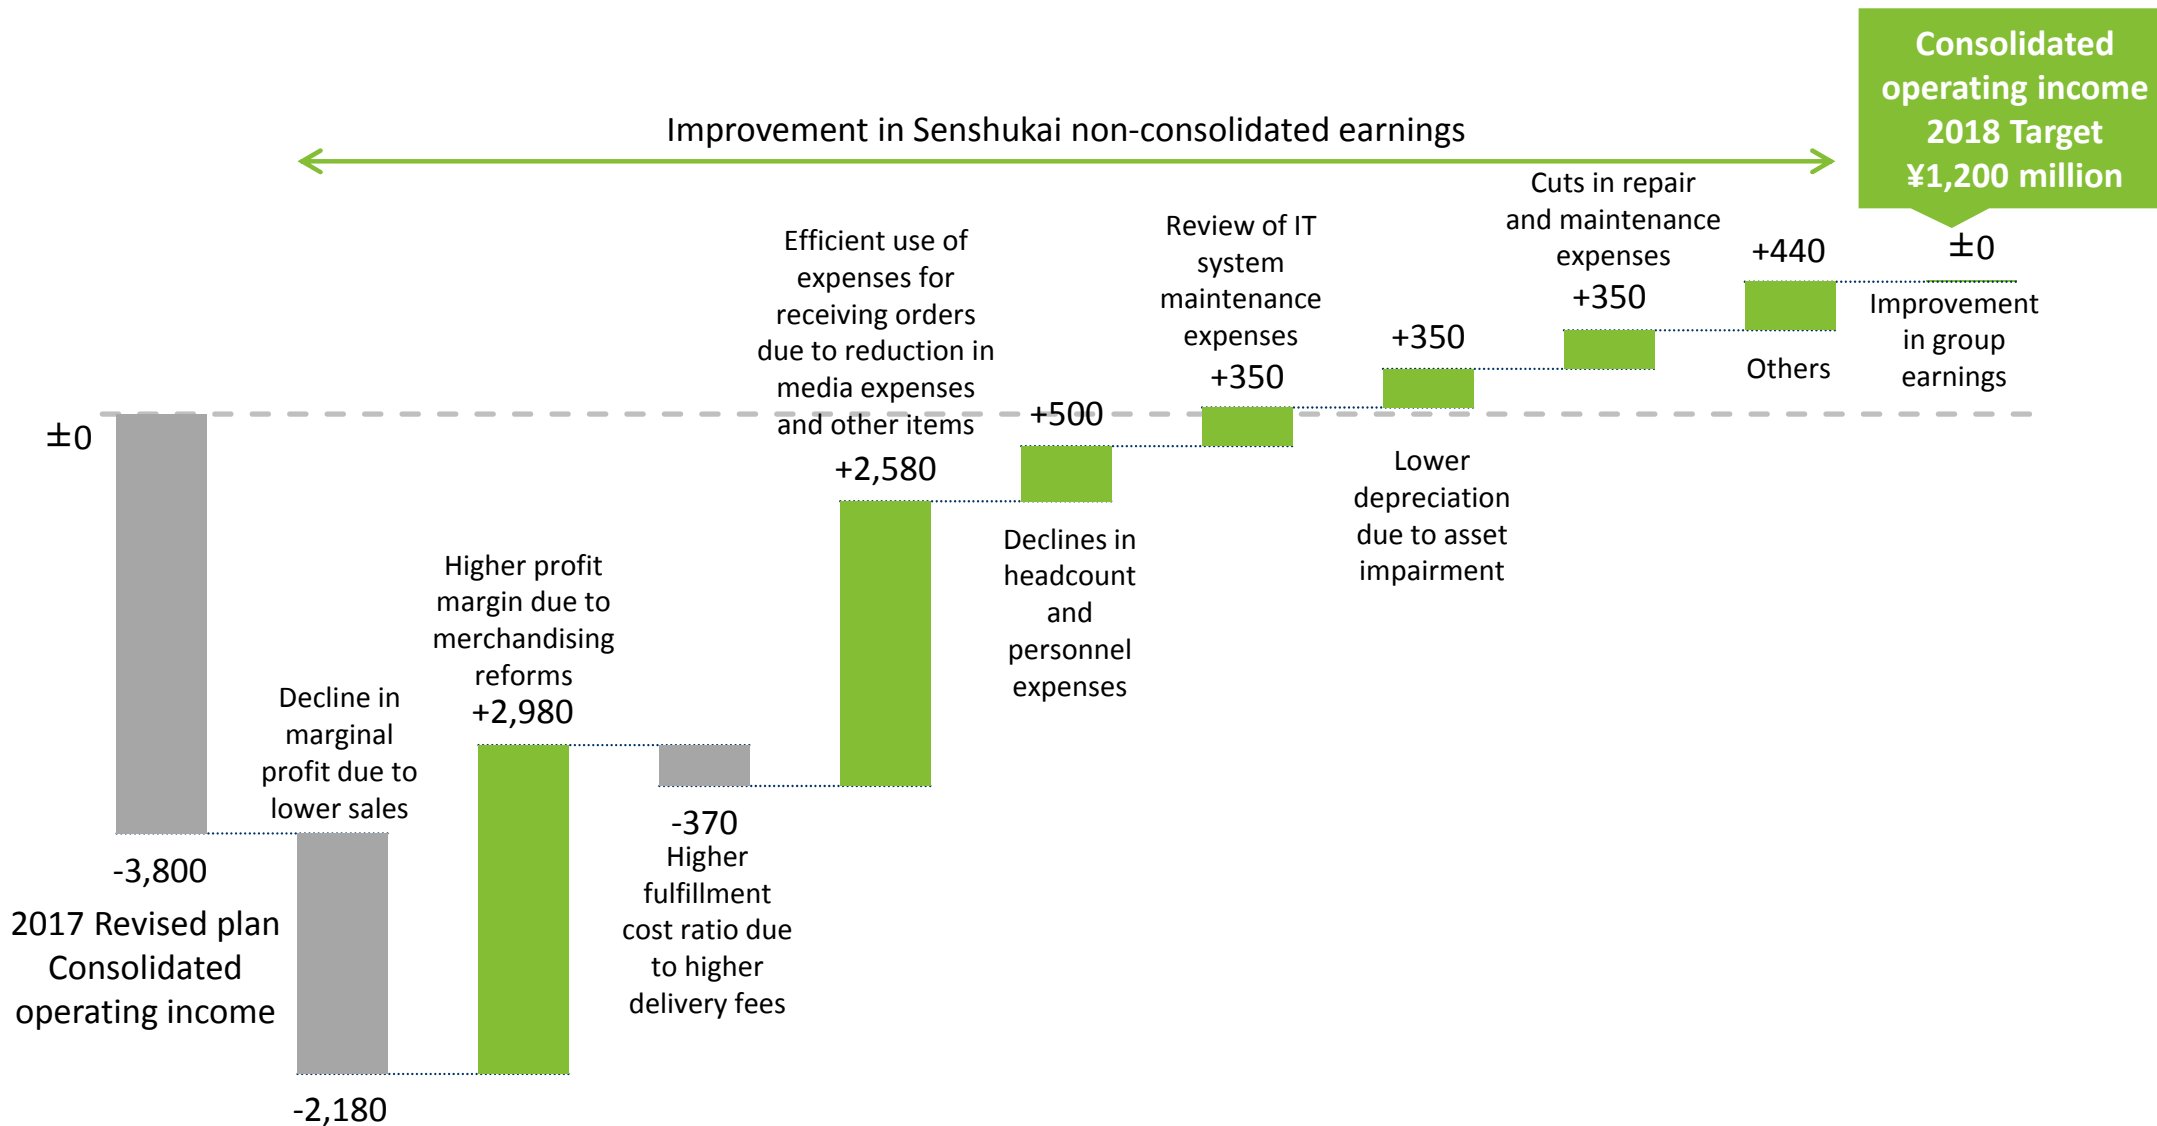 Consolidated
operating income
2018 Target
¥1,200 million
Improvement in Senshukai non-consolidated earnings
±0
-3,800
2017 Revised plan
Consolidated
operating income
Decline in
marginal
profit due to
lower sales
-2,180
Higher profit
margin due to
merchandising
reforms
+2,980
-370
Higher
fulfillment
cost ratio due
to higher
delivery fees
Efficient use of
expenses for
receiving orders
due to reduction in
media expenses
and other items
+2,580
+500
Declines in
headcount
and
personnel
expenses
Review of IT
system
maintenance
expenses
+350
+350
Lower
depreciation
due to asset
impairment
Cuts in repair
and maintenance
expenses
+350
+440
Others
±0
Improvement
in group
earnings